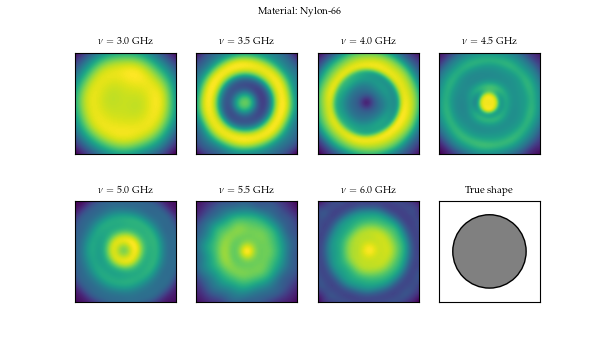 Material: Nylon-66
ν = 3.0 GHz
ν = 3.5 GHz
ν = 4.0 GHz
ν = 4.5 GHz
ν = 5.0 GHz
ν = 5.5 GHz
ν = 6.0 GHz
True shape